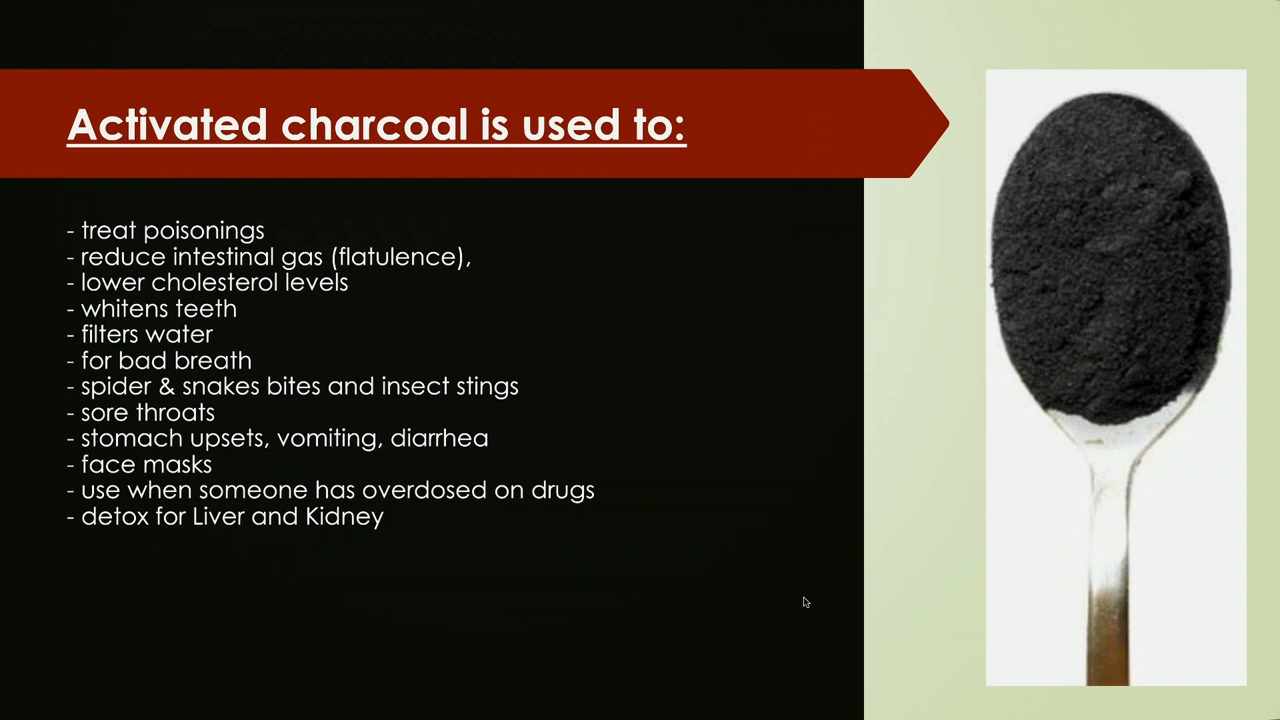 Activated charcoal is used to:
- treat poisonings
- reduce intestinal gas (flatulence),
- lower cholesterol levels
- whitens teeth
- filters water
- for bad breath
- spider & snakes bites and insect stings
- sore throats
- stomach upsets, vomiting, diarrhea
- face masks
- use when someone has overdosed on drugs
- detox for Liver and Kidney